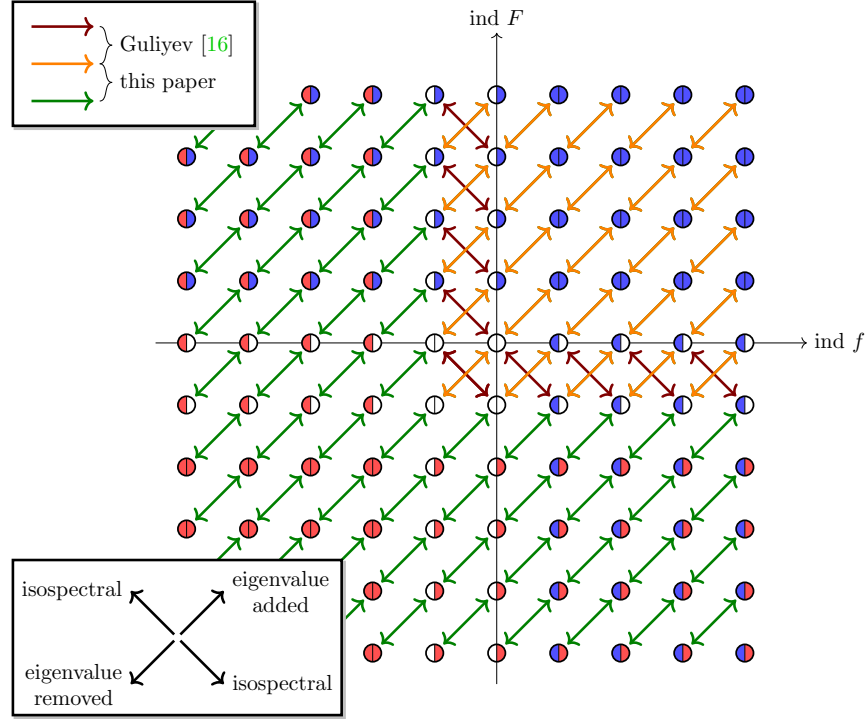 ind F
Guliyev [16]
this paper
ind f
isospectral
eigenvalue
added
eigenvalue
removed
isospectral